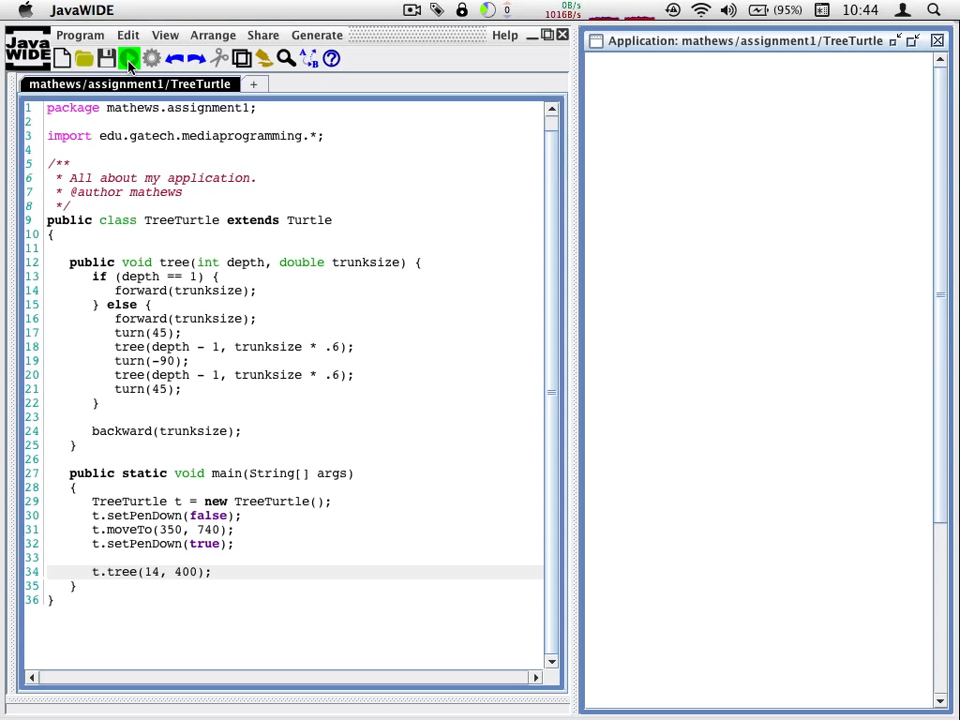 JavaWIDE
0B/s
1016B/s
0
(95%)
10:44
Java
WIDE
Program Edit View Arrange Share Generate Help
Application: mathews/assignment1/TreeTurtle
mathews/assignment1/TreeTurtle
+
1 package mathews.assignment1;
2
3 import edu.gatech.mediaprogramming.*;
4
5 /**
6  * All about my application.
7  * @author mathews
8  */
9 public class TreeTurtle extends Turtle
10 {
11
12    public void tree(int depth, double trunksize) {
13       if (depth == 1) {
14          forward(trunksize);
15       } else {
16          forward(trunksize);
17          turn(45);
18          tree(depth - 1, trunksize * .6);
19          turn(-90);
20          tree(depth - 1, trunksize * .6);
21          turn(45);
22       }
23
24       backward(trunksize);
25    }
26
27    public static void main(String[] args)
28    {
29       TreeTurtle t = new TreeTurtle();
30       t.setPenDown(false);
31       t.moveTo(350, 740);
32       t.setPenDown(true);
33
34       t.tree(14, 400);
35    }
36 }